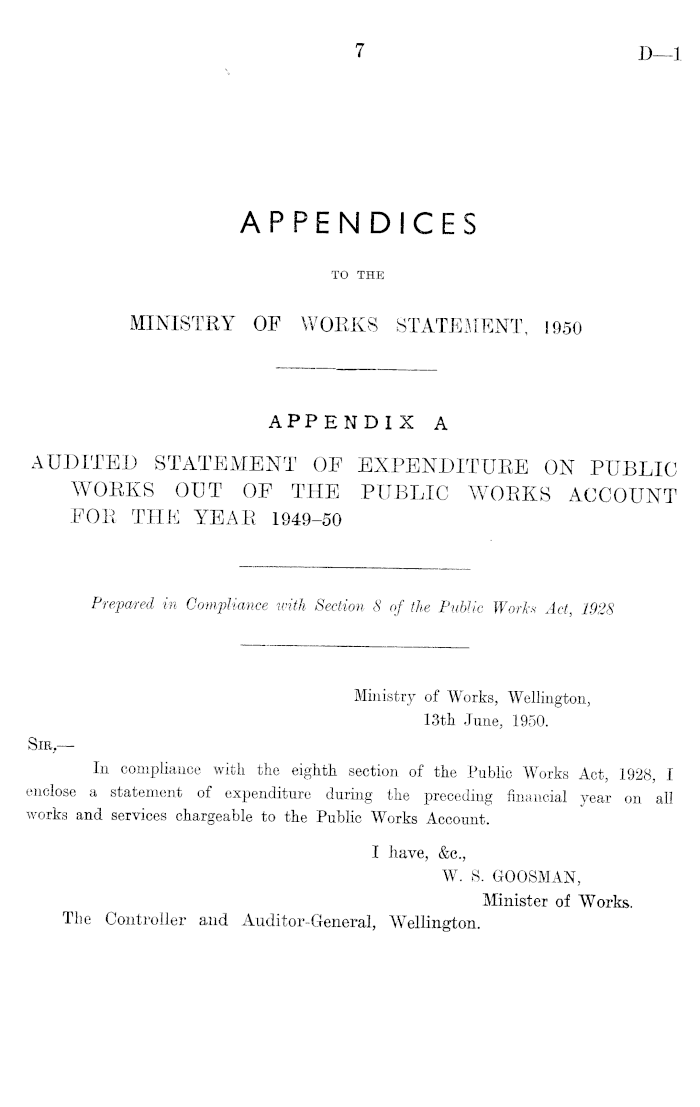 7
D—1
APPENDICES
TO THE
MINISTRY OF WORKS STATEMENT, 1950
APPENDIX A
AUDITED STATEMENT OF EXPENDITURE ON PUBLIC
WORKS OUT OF THE PUBLIC WORKS ACCOUNT
FOR THE YEAR 1949–50
Prepared in Compliance with Section 8 of the Public Works Act, 1928
Ministry of Works, Wellington,
13th June, 1950.
SIR,—
In compliance with the eighth section of the Public Works Act, 1928, I
enclose a statement of expenditure during the preceding financial year on all
works and services chargeable to the Public Works Account.
I have, &c.,
W. S. GOOSMAN,
Minister of Works.
The Controller and Auditor-General, Wellington.